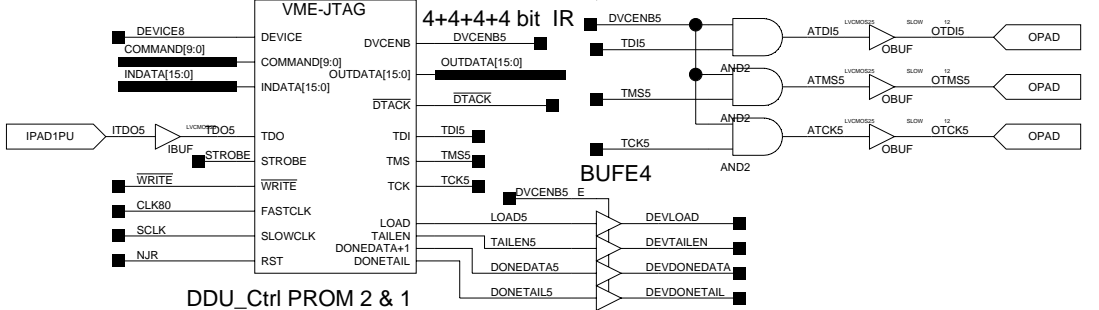 VME-JTAG
4+4+4+4 bit IR
DEVICE8
DEVICE
COMMAND[9:0]
COMMAND[9:0]
INDATA[15:0]
INDATA[15:0]
DVCENB
DVCENB5
OUTDATA[15:0]
OUTDATA[15:0]
DTACK
DTACK
IPAD1PU
ITDO5
LVCMOS25
IBUF
TDO5
TDO
STROBE
STROBE
WRITE
WRITE
CLK80
FASTCLK
SCLK
SLOWCLK
NJR
RST
TDI
TDI5
TMS
TMS5
TCK
TCK5
LOAD
LOAD5
TAILEN
TAILEN5
DONEDATA+1
DONEDATA5
DONETAIL
DONETAIL5
DDU_Ctrl PROM 2 & 1
BUFE4
DVCENB5 E
DEVLOAD
DEVTAILEN
DEVDONEDATA
DEVDONETAIL
DVCENB5
TDI5
AND2
ATDI5
LVCMOS25 SLOW 12
OBUF
OTDI5
OPAD
TMS5
AND2
ATMS5
LVCMOS25 SLOW 12
OBUF
OTMS5
OPAD
TCK5
AND2
ATCK5
LVCMOS25 SLOW 12
OBUF
OTCK5
OPAD